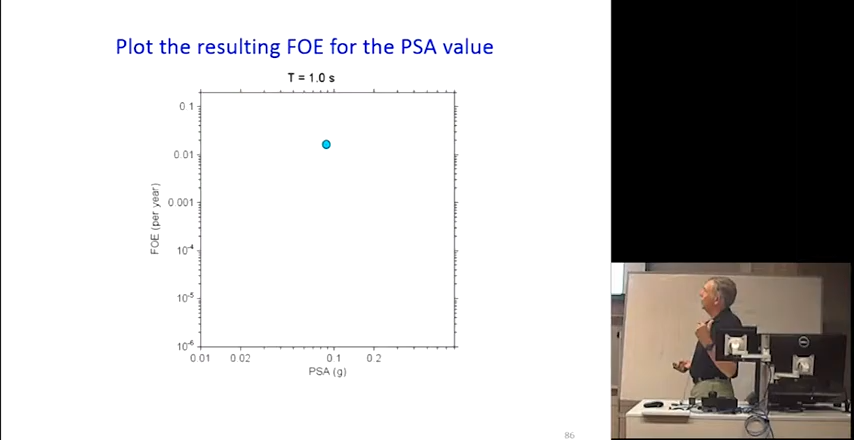 Plot the resulting FOE for the PSA value
T = 1.0 s
0.1
0.01
0.001
10-4
10-5
10-6
FOE (per year)
0.01 0.02 0.1 0.2
PSA (g)
86
DELL